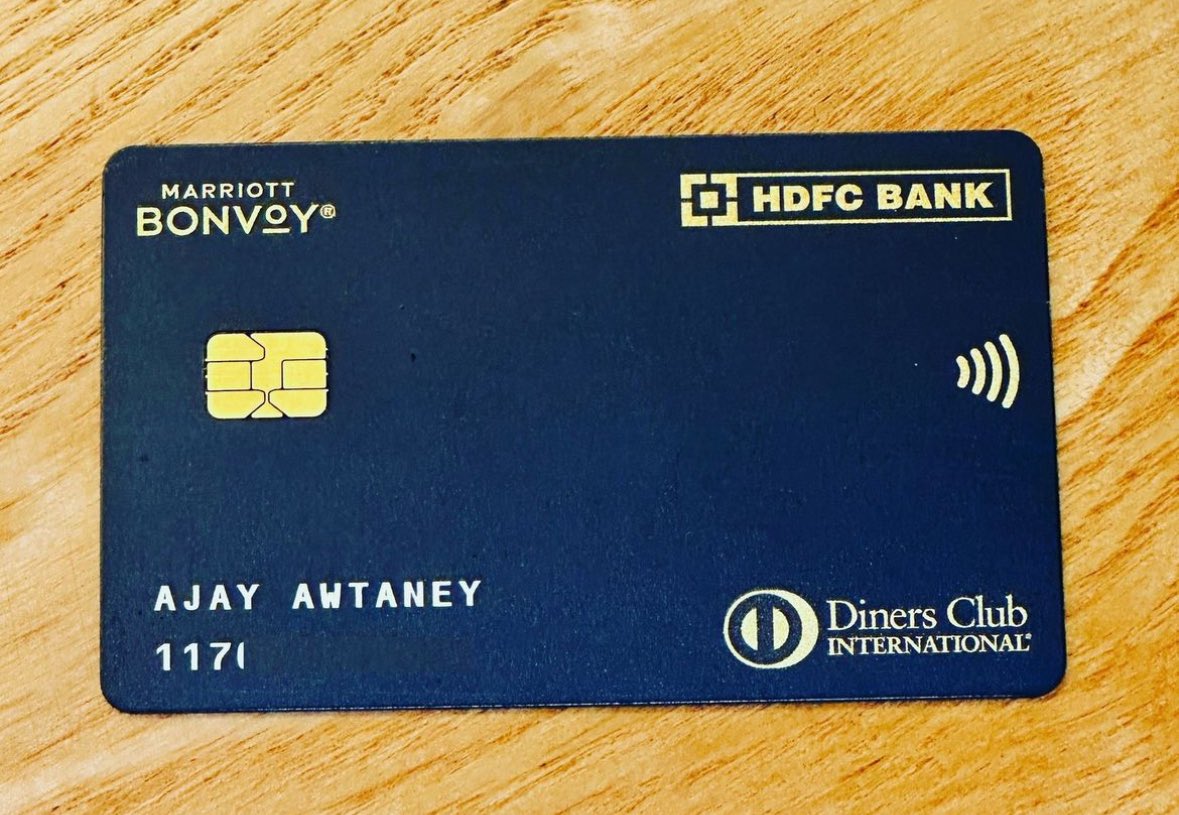 MARRIOTT
BONVOY®
HDFC BANK
AJAY AWTANEY
117
Diners Club
INTERNATIONAL®